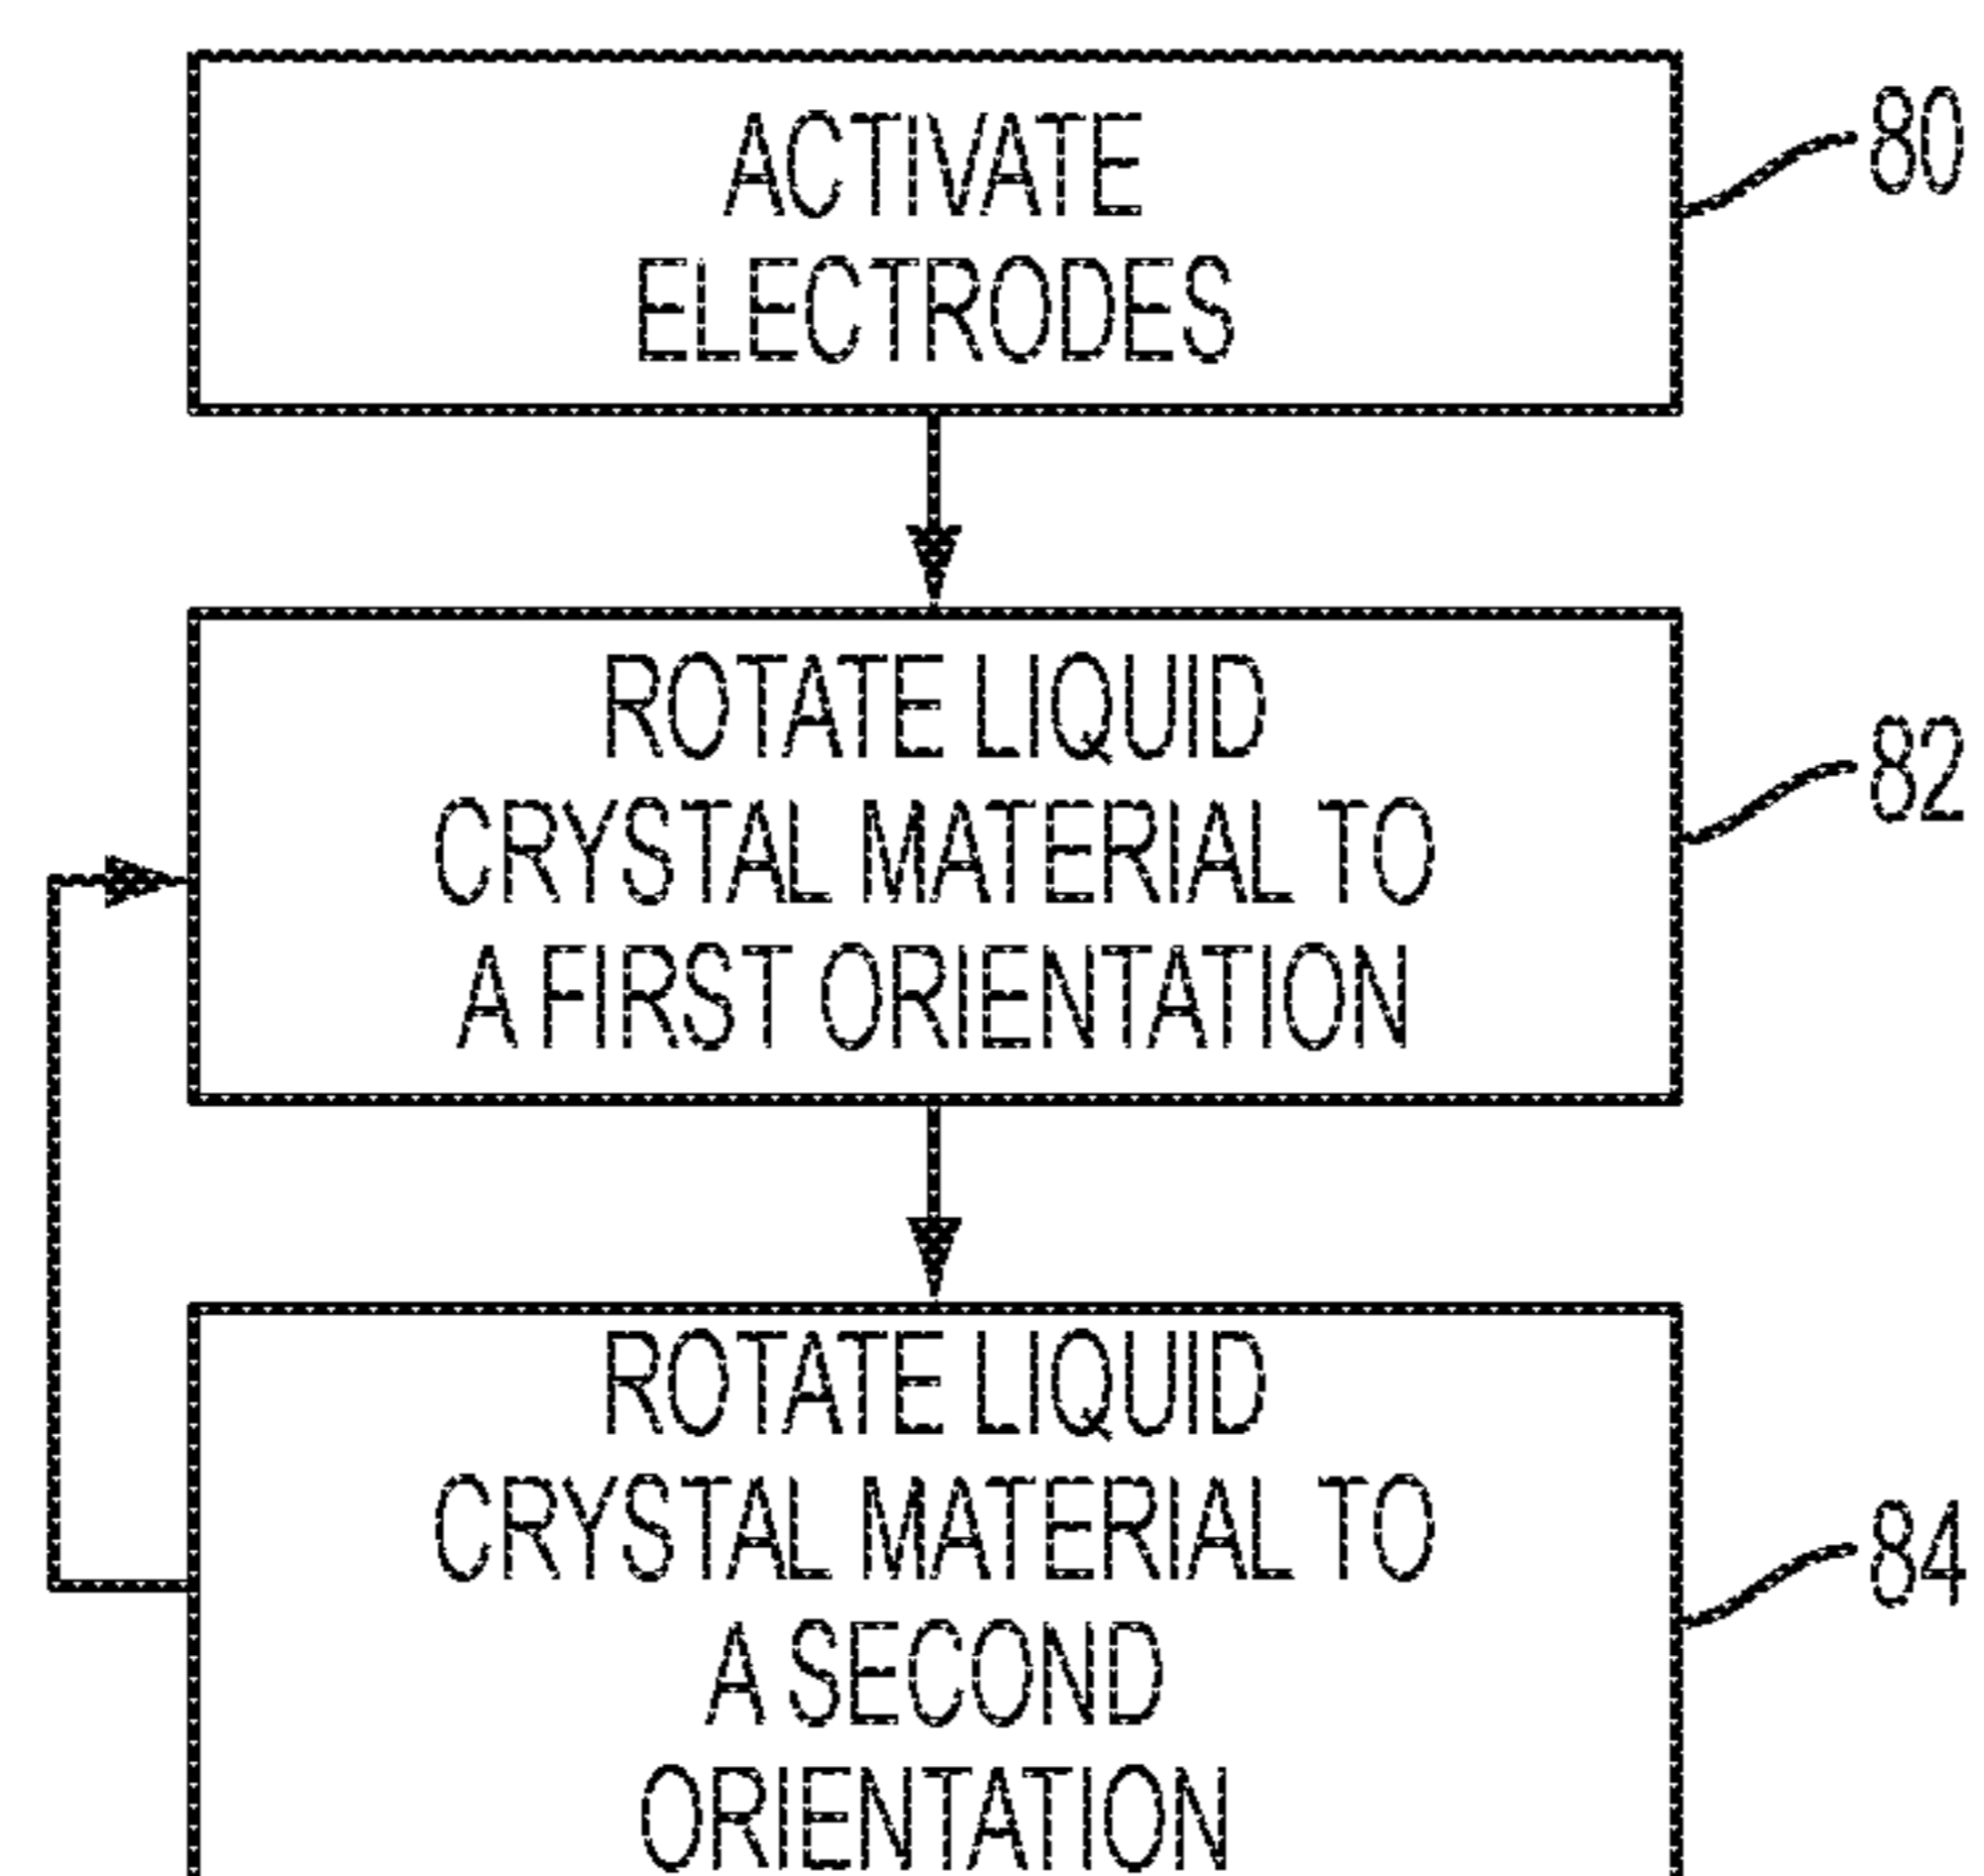 ACTIVATE
ELECTRODES
80
ROTATE LIQUID
CRYSTAL MATERIAL TO
A FIRST ORIENTATION
82
ROTATE LIQUID
CRYSTAL MATERIAL TO
A SECOND
ORIENTATION
84